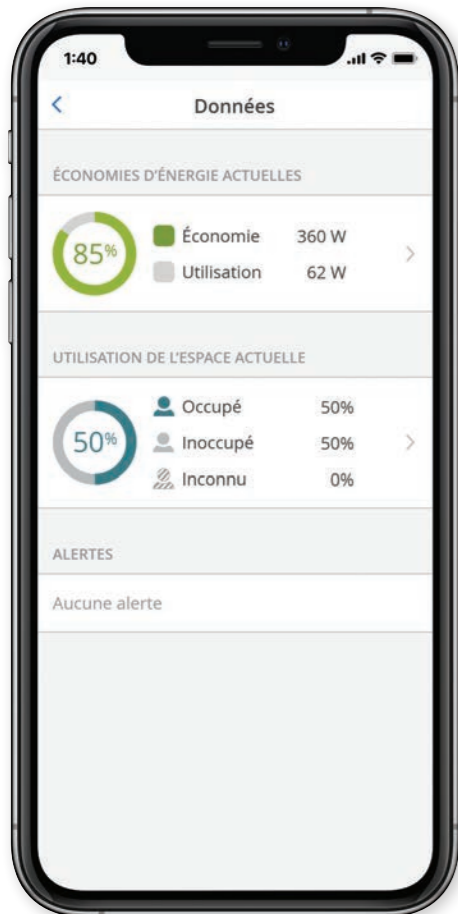 1:40
Données
ÉCONOMIES D'ÉNERGIE ACTUELLES
85%
Économie 360 W
Utilisation 62 W
UTILISATION DE L'ESPACE ACTUELLE
50%
Occupé 50%
Inoccupé 50%
Inconnu 0%
ALERTES
Aucune alerte